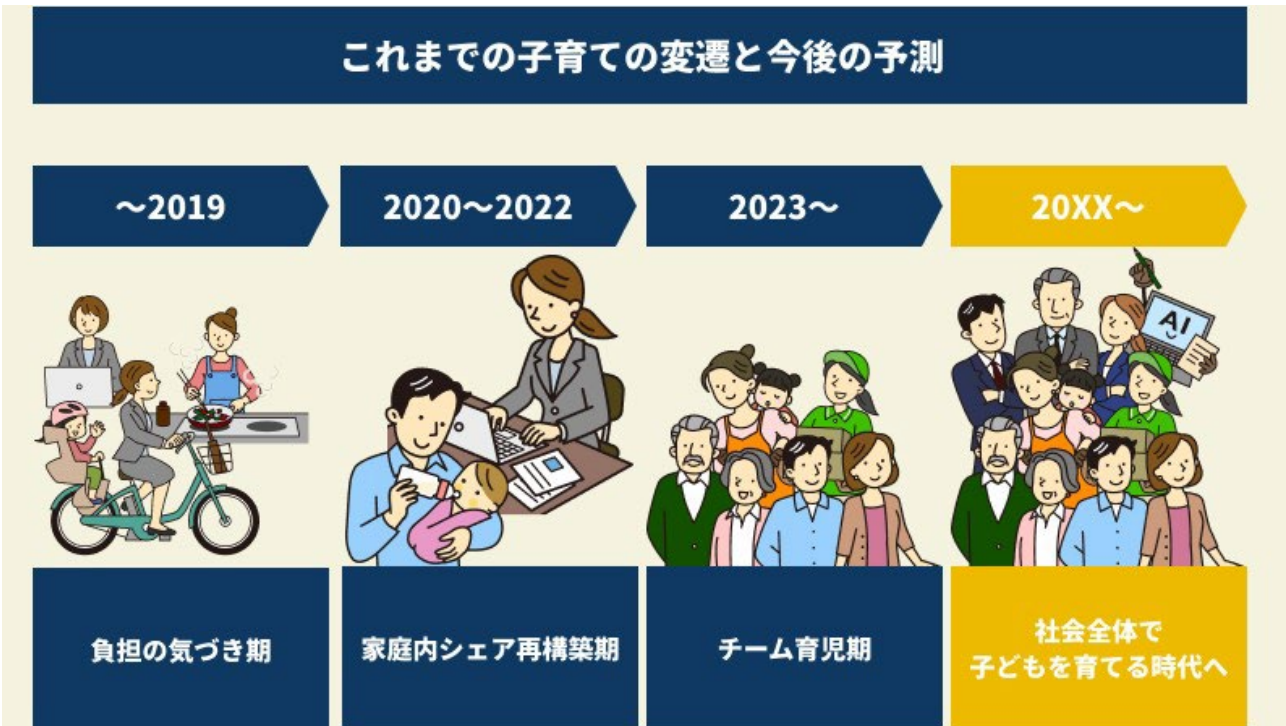 これまでの子育ての変遷と今後の予測
～2019
2020～2022
2023～
20XX～
AI
負担の気づき期
家庭内シェア再構築期
チーム育児期
社会全体で
子どもを育てる時代へ